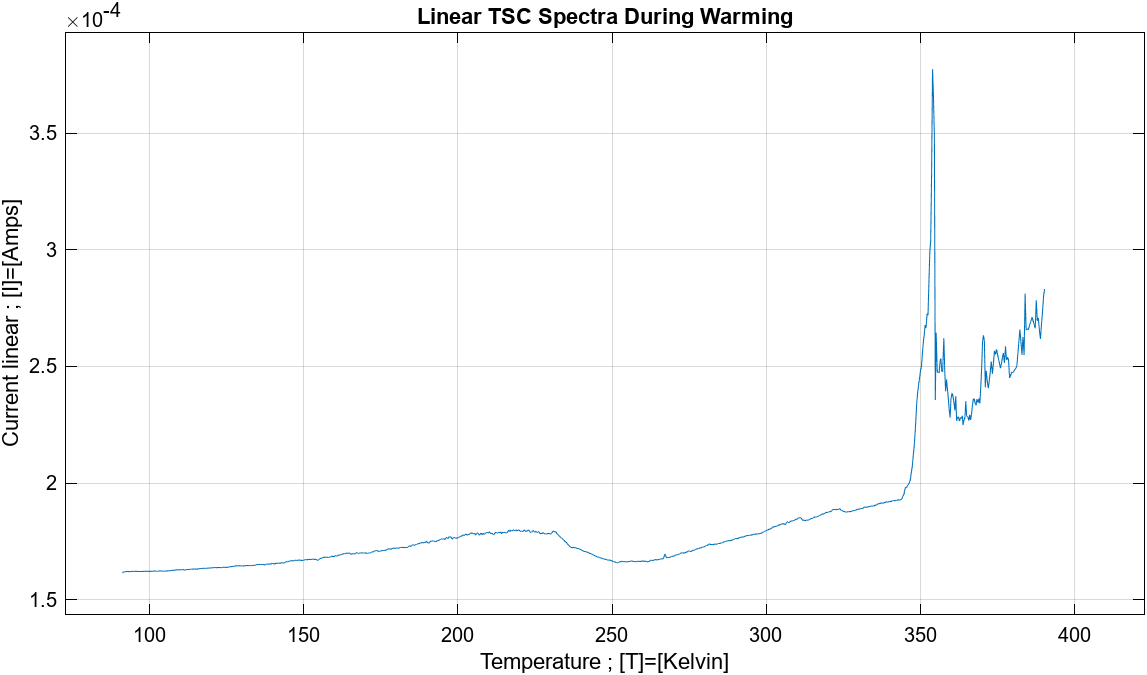 Linear TSC Spectra During Warming
×10-4
3.5
3
2.5
2
1.5
Current linear ; [I]=[Amps]
100 150 200 250 300 350 400
Temperature ; [T]=[Kelvin]